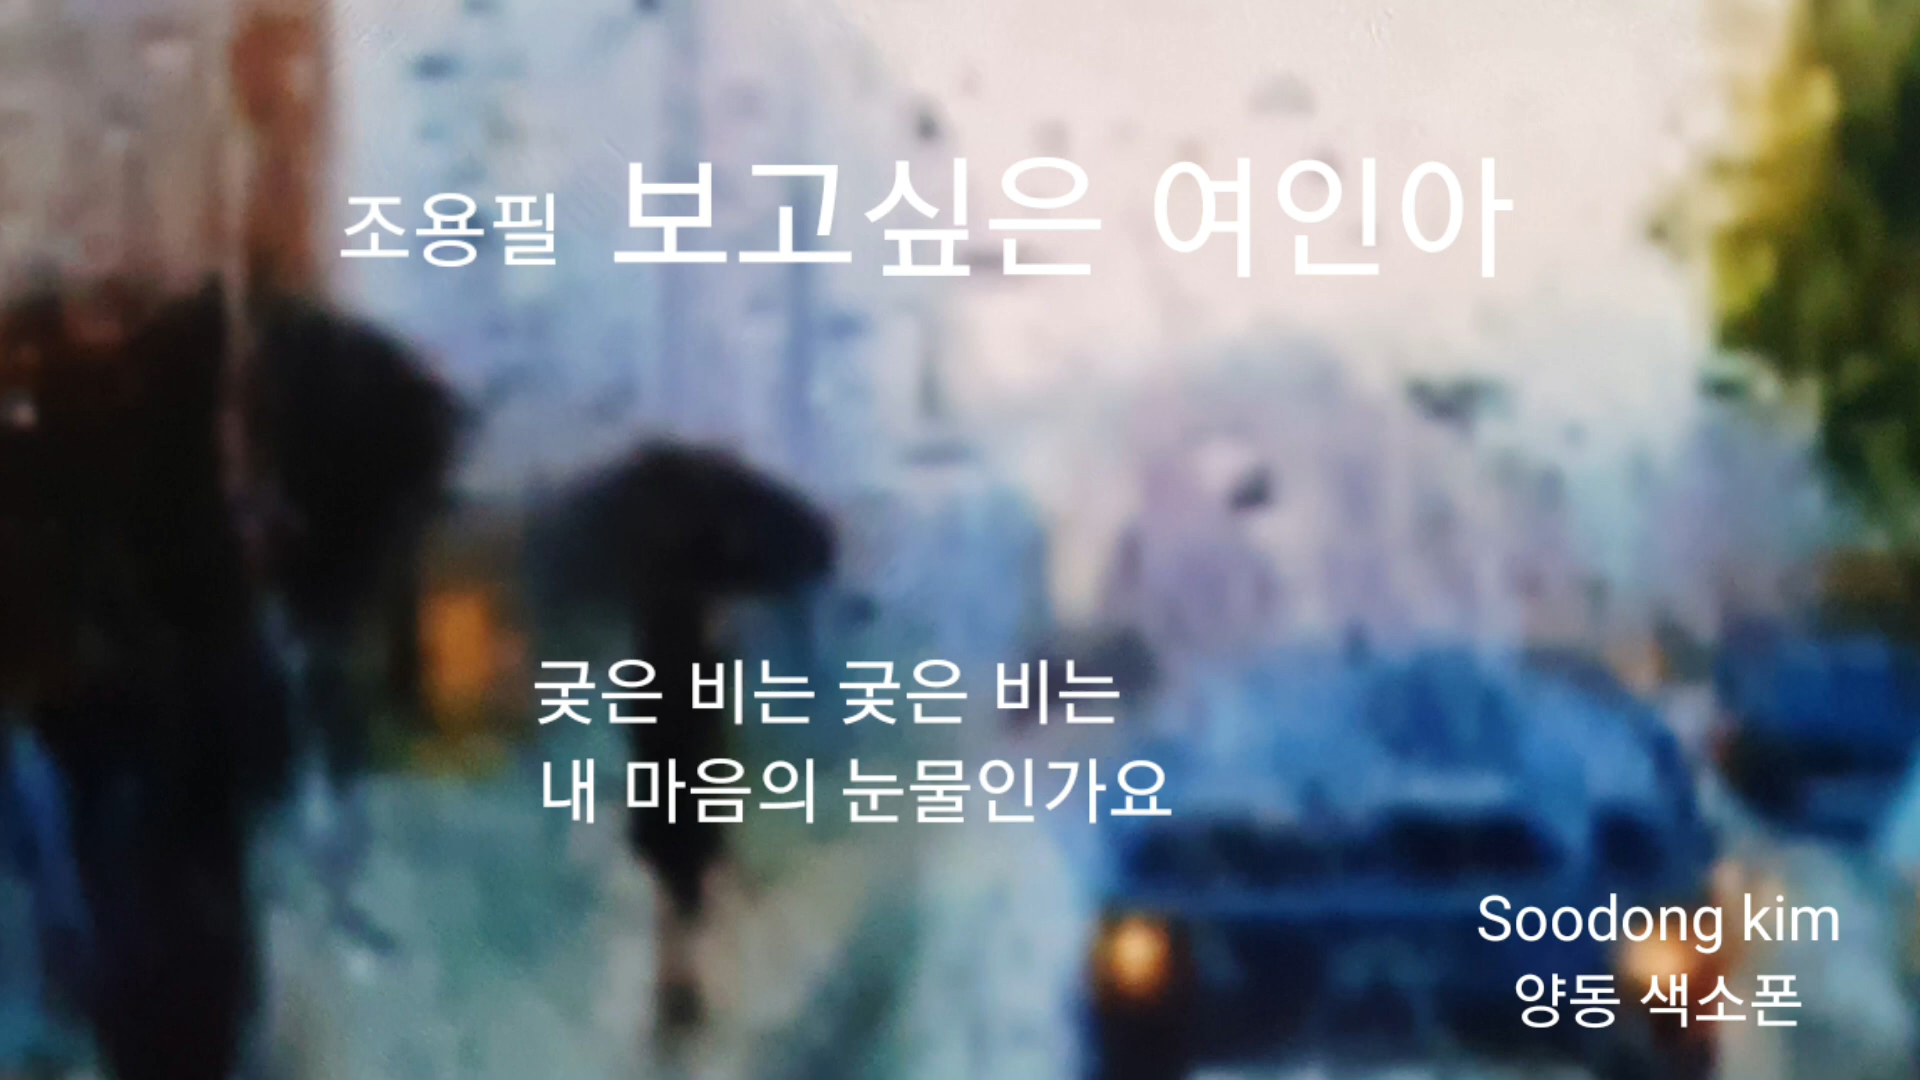 조용필 보고싶은 여인아
궂은 비는 궂은 비는
내 마음의 눈물인가요
Soodong kim
양동 색소폰